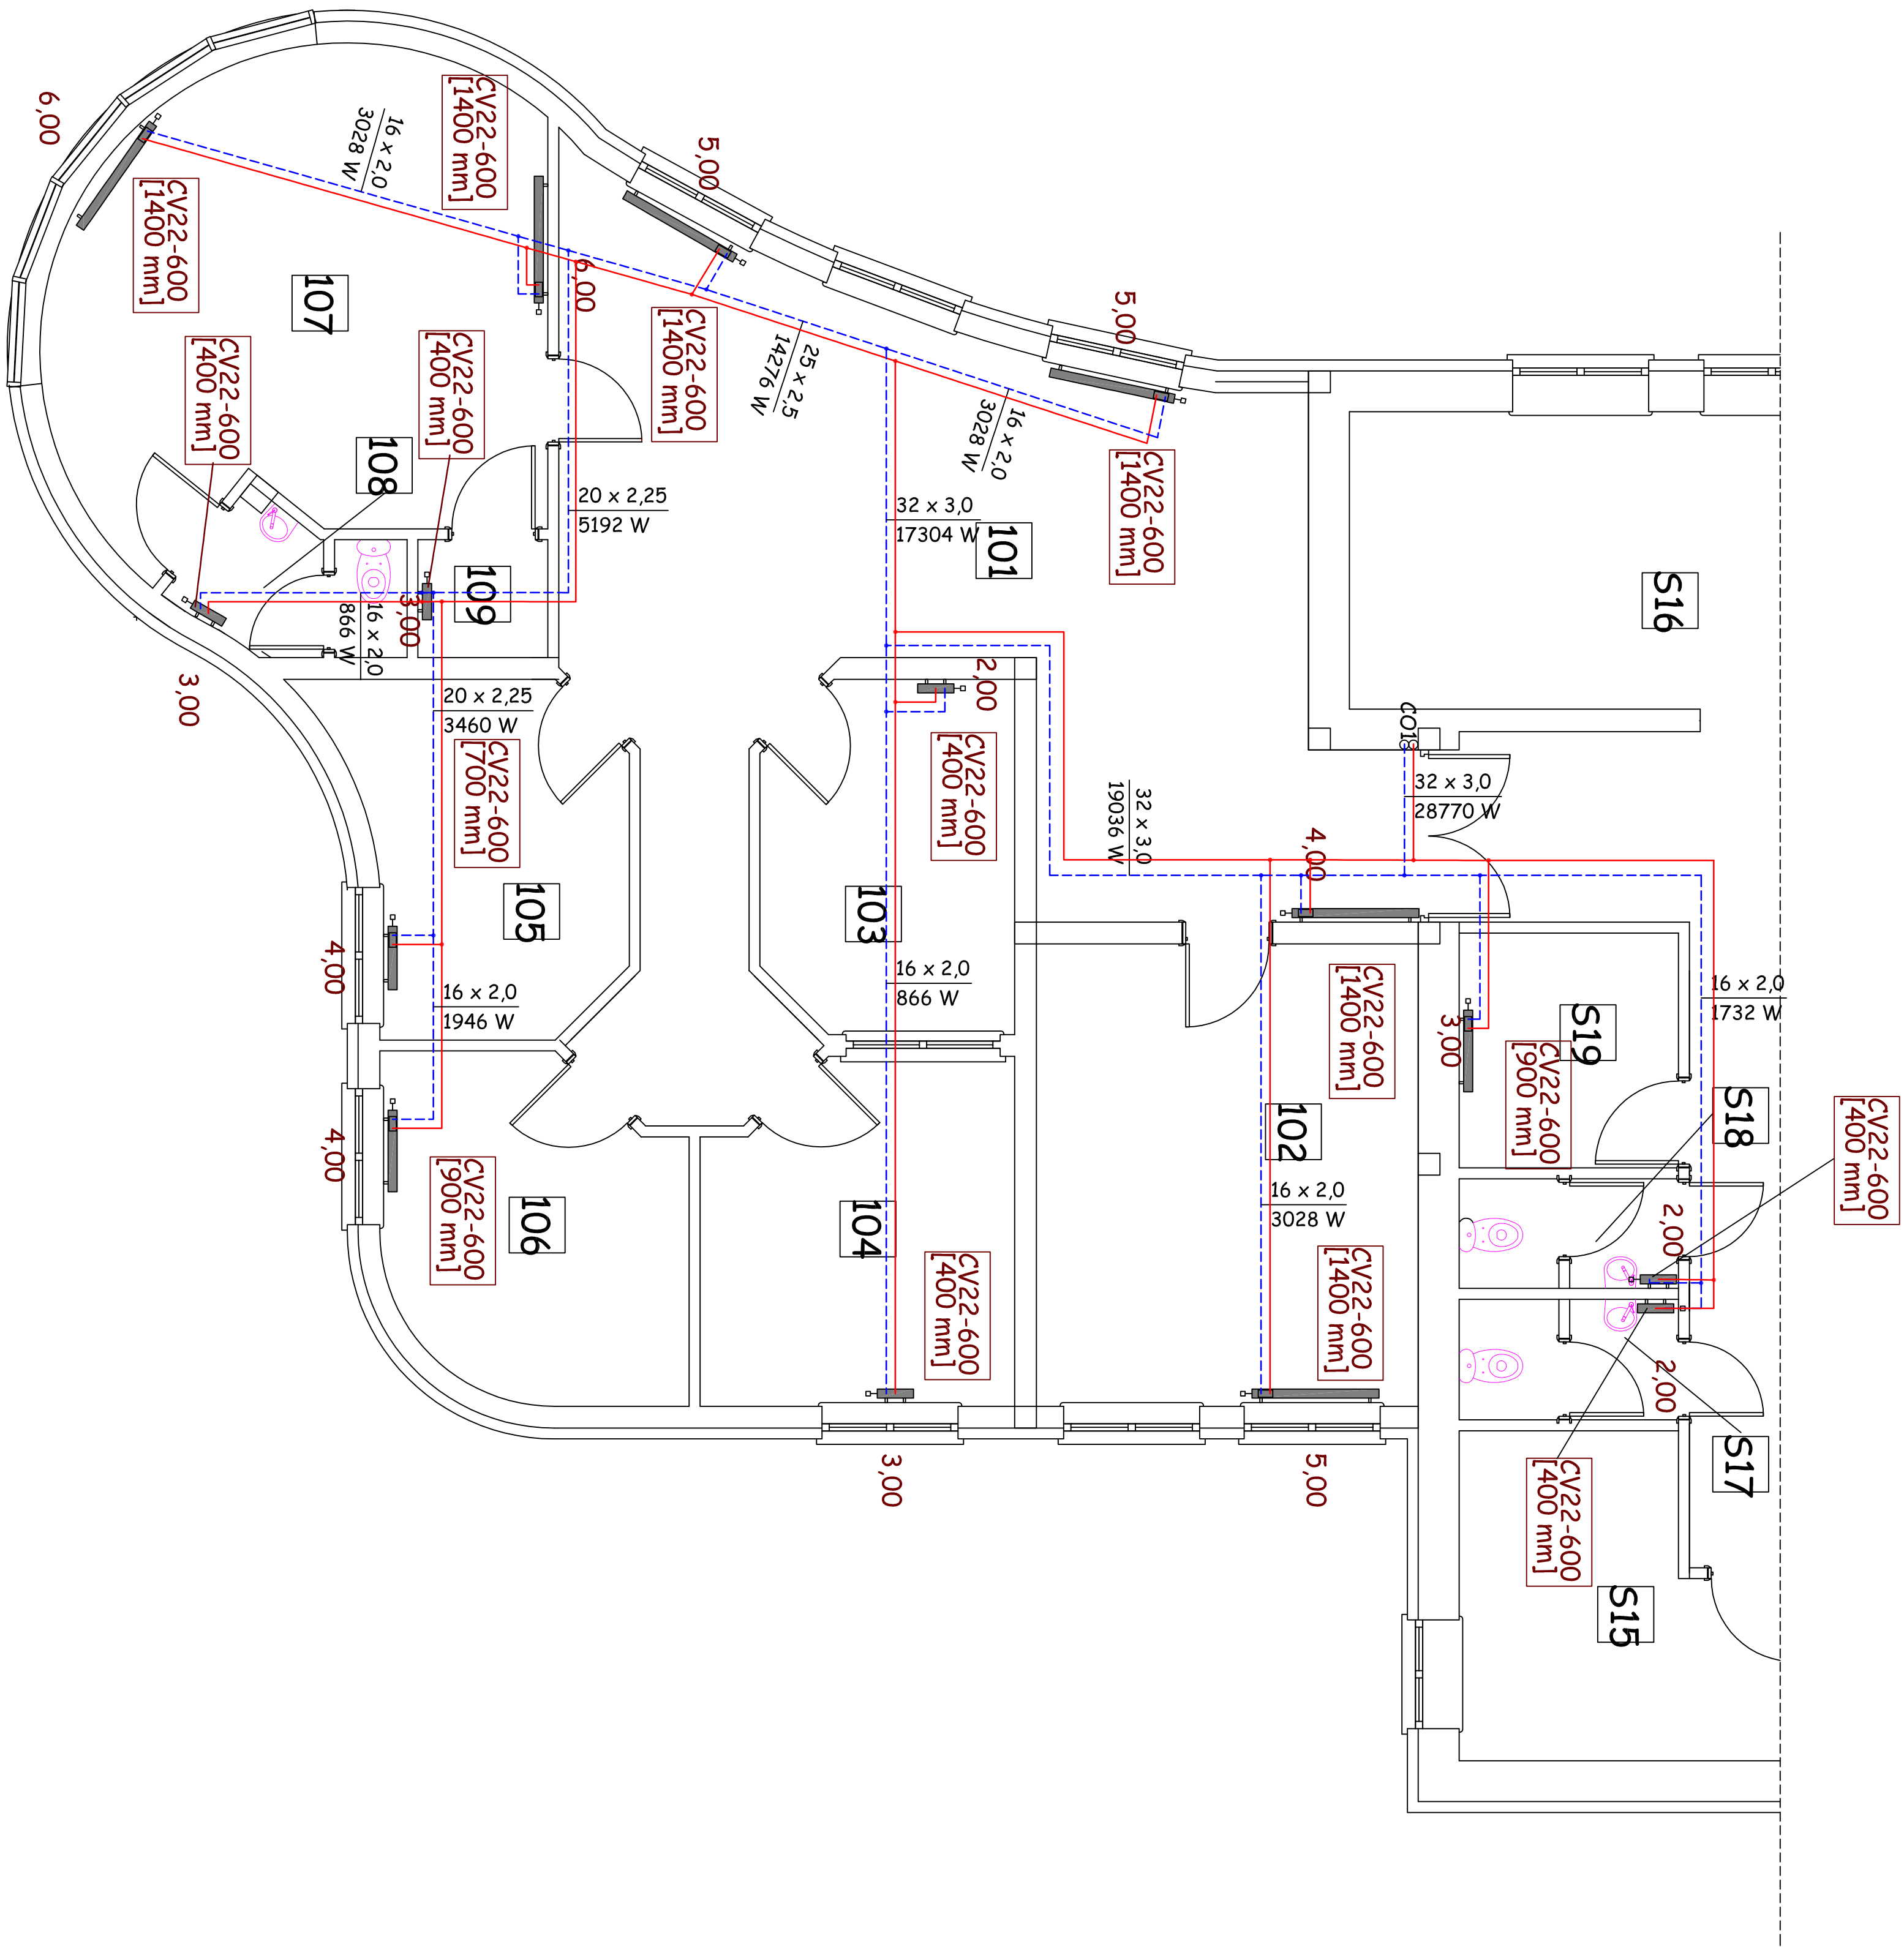 6,00
CV22-600
[1400 mm]
16 x 2,0
3028 W
5,00
CV22-600
[1400 mm]
107
6,00
5,00
CV22-600
[1400 mm]
CV22-600
[400 mm]
CV22-600
[400 mm]
25 x 2,5
14276 W
16 x 2,0
3028 W
CV22-600
[1400 mm]
108
20 x 2,25
5192 W
32 x 3,0
17304 W
101
S16
109
3,00
16 x 2,0
866 W
3,00
20 x 2,25
3460 W
2,00
CO1
CV22-600
[700 mm]
CV22-600
[400 mm]
32 x 3,0
19036 W
32 x 3,0
28770 W
4,00
105
103
4,00
16 x 2,0
1946 W
16 x 2,0
866 W
CV22-600
[1400 mm]
3,00
S19
16 x 2,0
1732 W
CV22-600
[900 mm]
S18
CV22-600
[400 mm]
4,00
CV22-600
[900 mm]
106
104
102
16 x 2,0
3028 W
2,00
CV22-600
[400 mm]
CV22-600
[1400 mm]
2,00
3,00
5,00
CV22-600
[400 mm]
S17
S15